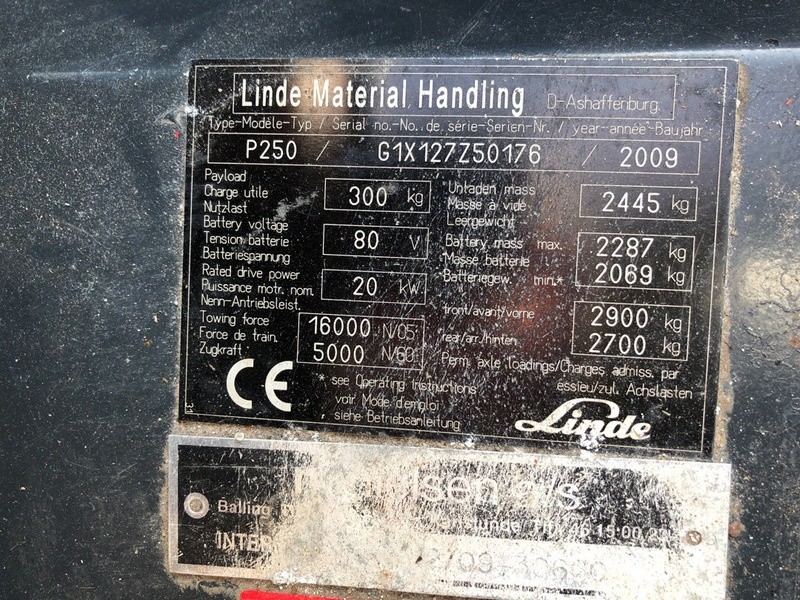 Linde Material Handling D-Ashaffenburg.
Type-Modèle-Typ / Serial no.-No. de série-Serien-Nr. / year-année-Baujahr
P250 / G1X127Z50176 / 2009
Payload
Charge utile
Nutzlast
300 kg
Unladen mass
Masse à vide
Leergewicht
2445 kg
Battery voltage
Tension batterie
Batteriespannung
80 V
Battery mass max.
Masse batterie
Batteriegew. min.*
2287 kg
2069 kg
Rated drive power
Puissance motr. nom.
Nenn-Antriebsleist.
20 kW
front/avant/vorne
2900 kg
rear/arr./hinten
2700 kg
Towing force
Force de train.
Zugkraft
16000 N/05'
5000 N/60'
Perm. axle loadings/Charges admiss. par
essieu/zul. Achslasten
CE
* see Operating Instructions
voir Mode d'emploi
siehe Betriebsanleitung
Linde
a/s
Balling
INTER